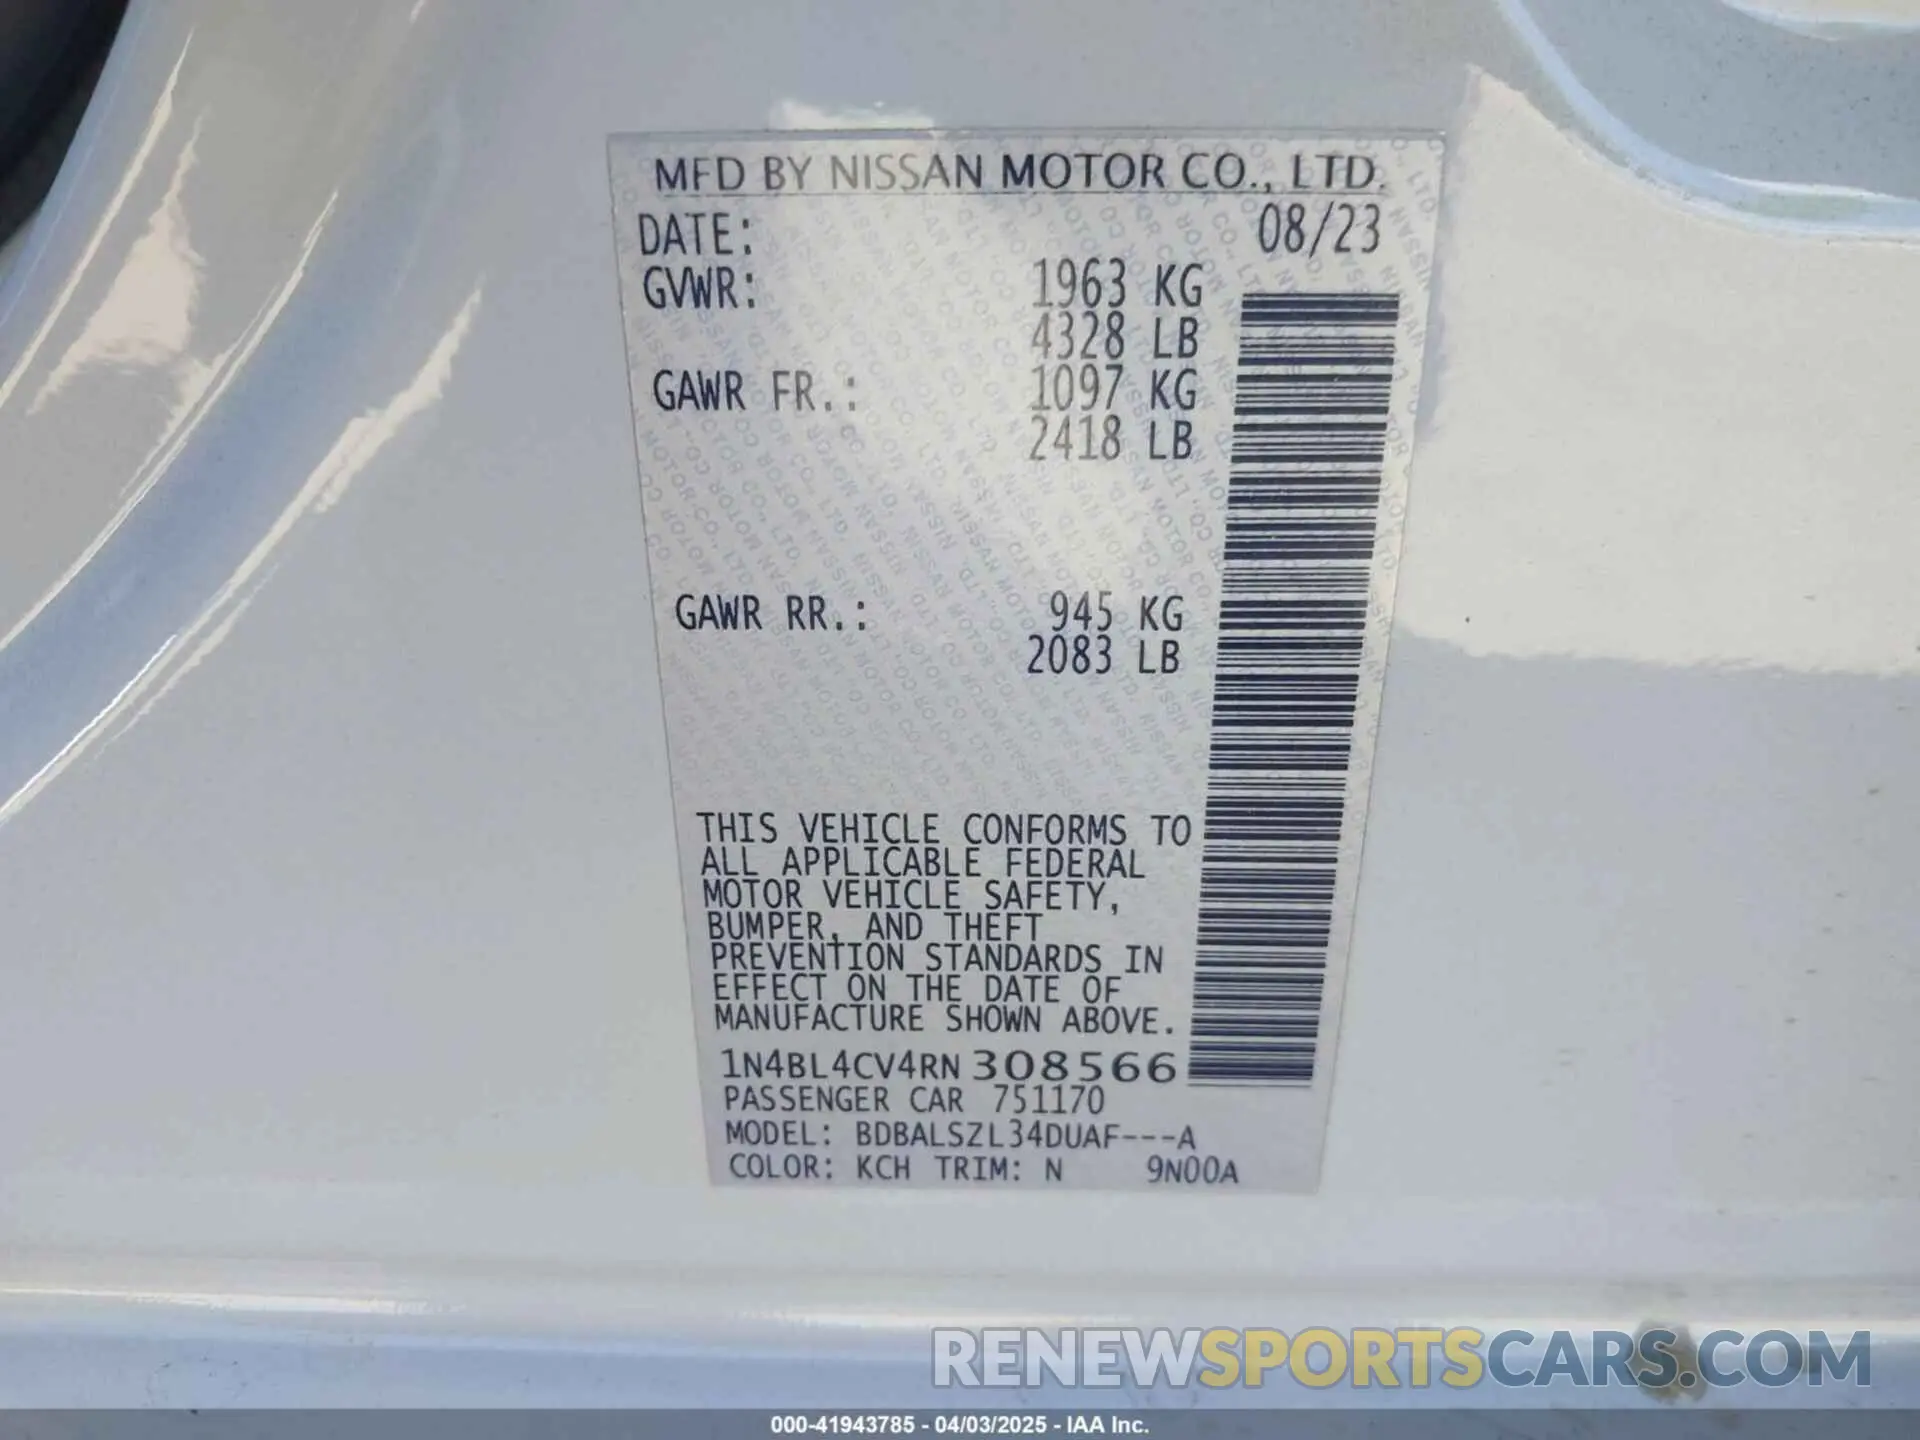 MFD BY NISSAN MOTOR CO., LTD.
DATE: 08/23
GVWR: 1963 KG
4328 LB
GAWR FR.: 1097 KG
2418 LB
GAWR RR.: 945 KG
2083 LB
THIS VEHICLE CONFORMS TO
ALL APPLICABLE FEDERAL
MOTOR VEHICLE SAFETY,
BUMPER, AND THEFT
PREVENTION STANDARDS IN
EFFECT ON THE DATE OF
MANUFACTURE SHOWN ABOVE.
1N4BL4CV4RN308566
PASSENGER CAR 751170
MODEL: BDBALSZL34DUAF---A
COLOR: KCH TRIM: N 9N00A
RENEWSPORTSCARS.COM
000-41943785 - 04/03/2025 - IAA Inc.